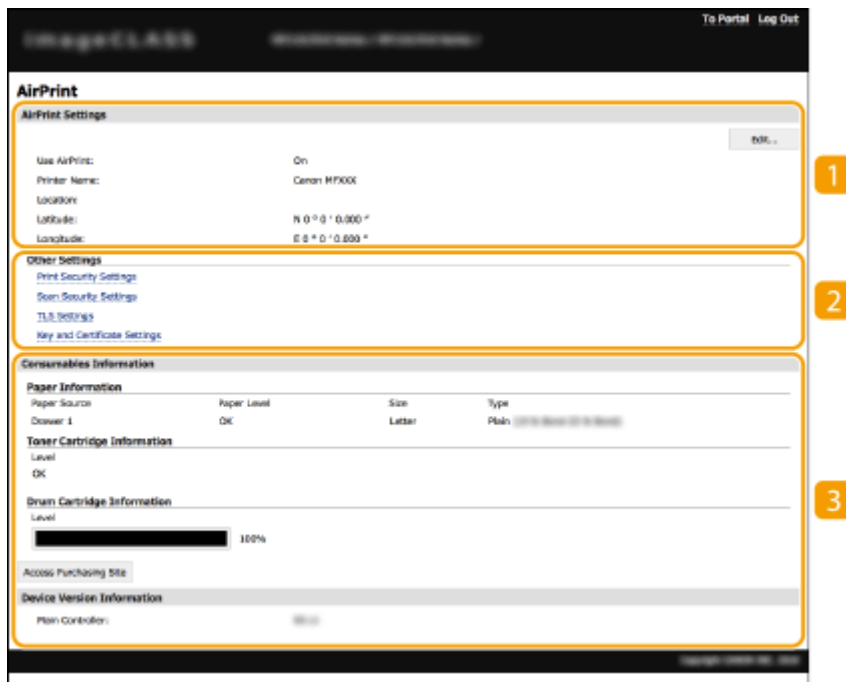 To Portal Log Out
imageCLASS
AirPrint
AirPrint Settings
Edit...
1
Use AirPrint: On
Printer Name: Canon MFXXX
Location:
Latitude: N 0 ° 0 ' 0.000 "
Longitude: E 0 ° 0 ' 0.000 "
Other Settings
Print Security Settings
2
Scan Security Settings
TLS Settings
Key and Certificate Settings
Consumables Information
Paper Information
Paper Source Paper Level Size Type
Drawer 1 OK Letter Plain
Toner Cartridge Information
Level
OK
3
Drum Cartridge Information
Level
100%
Access Purchasing Site
Device Version Information
Main Controller: